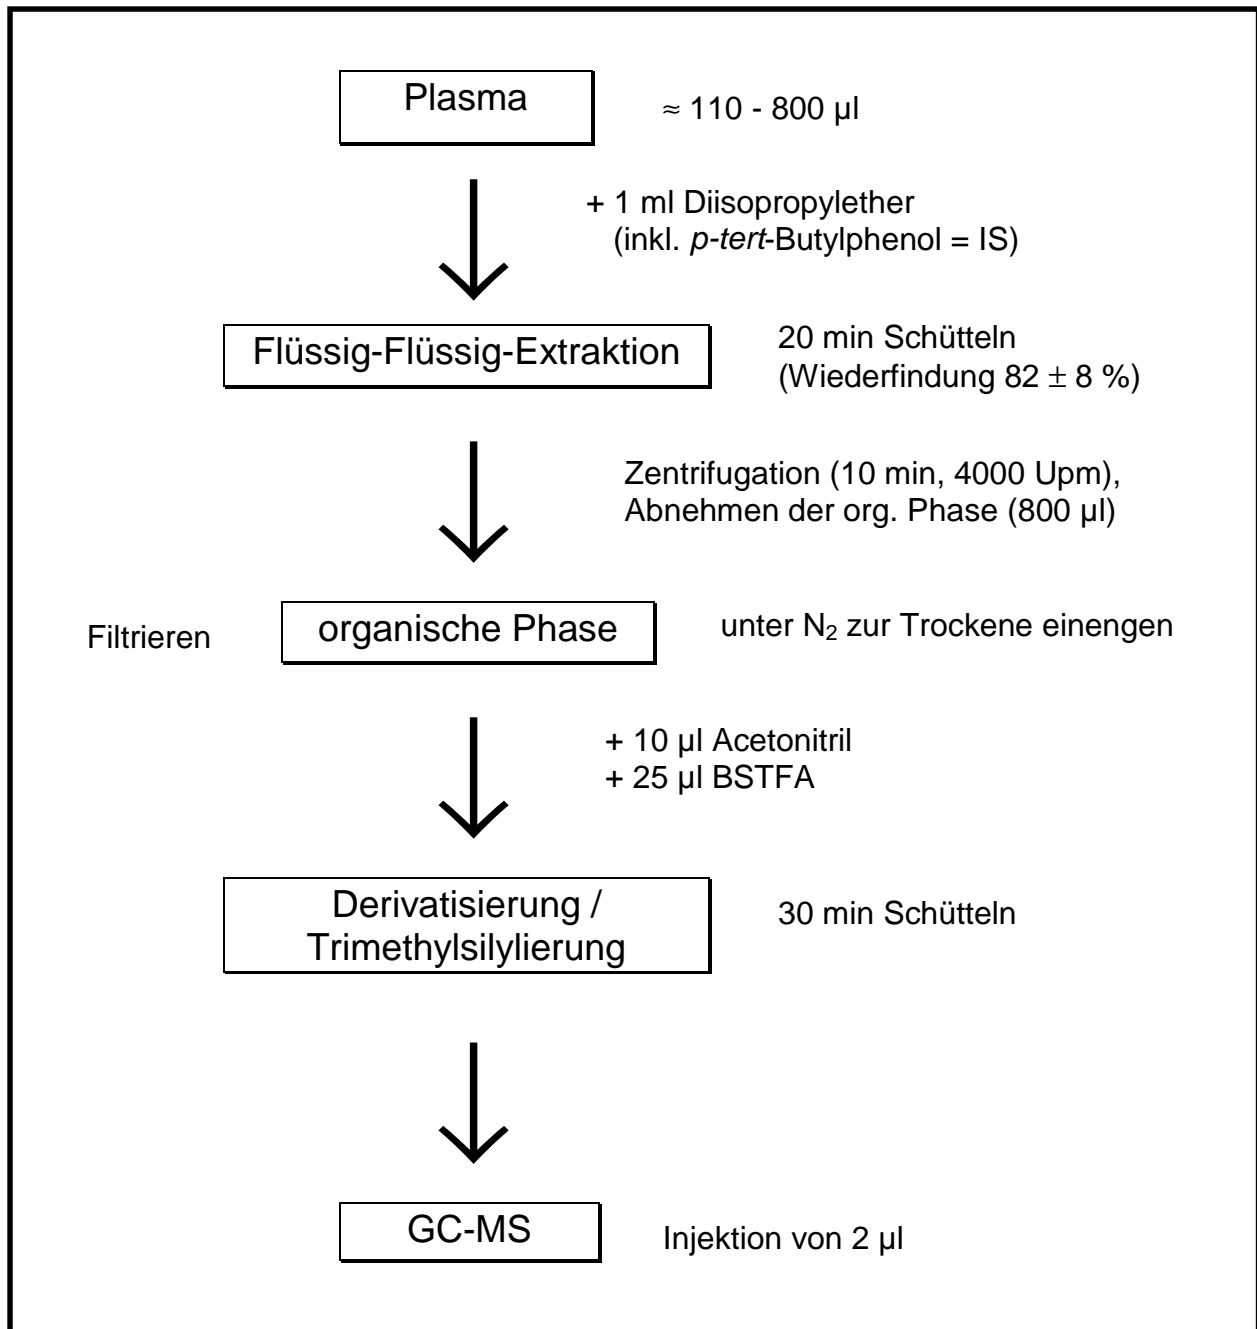 Plasma
≈ 110 - 800 µl
+ 1 ml Diisopropylether
(inkl. p-tert-Butylphenol = IS)
Flüssig-Flüssig-Extraktion
20 min Schütteln
(Wiederfindung 82 ± 8 %)
Zentrifugation (10 min, 4000 Upm),
Abnehmen der org. Phase (800 µl)
Filtrieren
organische Phase
unter N₂ zur Trockene einengen
+ 10 µl Acetonitril
+ 25 µl BSTFA
Derivatisierung /
Trimethylsilylierung
30 min Schütteln
GC-MS
Injektion von 2 µl